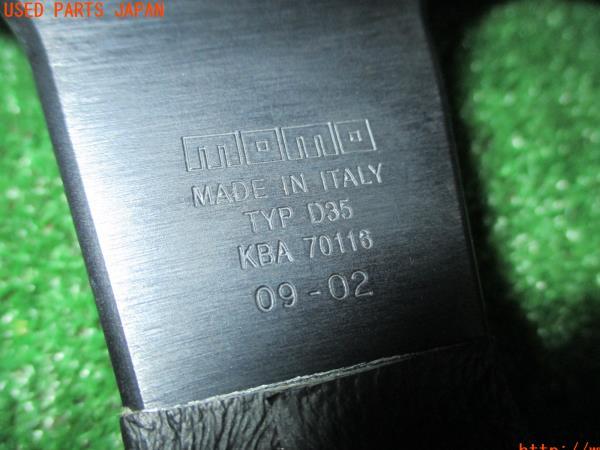 USED PARTS JAPAN
momo
MADE IN ITALY
TYP D35
KBA 70116
09-02